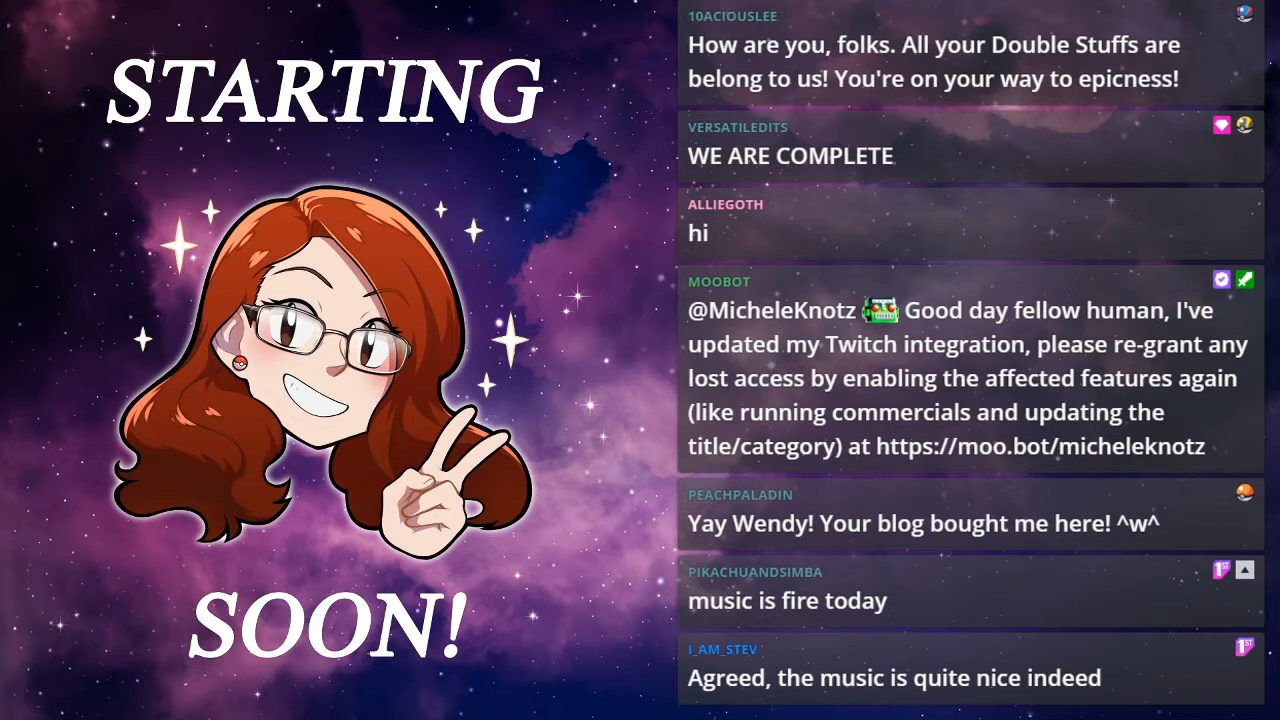 STARTING
SOON!
10ACIOUSLEE
How are you, folks. All your Double Stuffs are
belong to us! You're on your way to epicness!
VERSATILEDITS
WE ARE COMPLETE
ALLIEGOTH
hi
MOOBOT
@MicheleKnotz Good day fellow human, I've
updated my Twitch integration, please re-grant any
lost access by enabling the affected features again
(like running commercials and updating the
title/category) at https://moo.bot/micheleknotz
PEACHPALADIN
Yay Wendy! Your blog bought me here! ^w^
PIKACHUANDSIMBA
1ST
music is fire today
I_AM_STEV
1ST
Agreed, the music is quite nice indeed